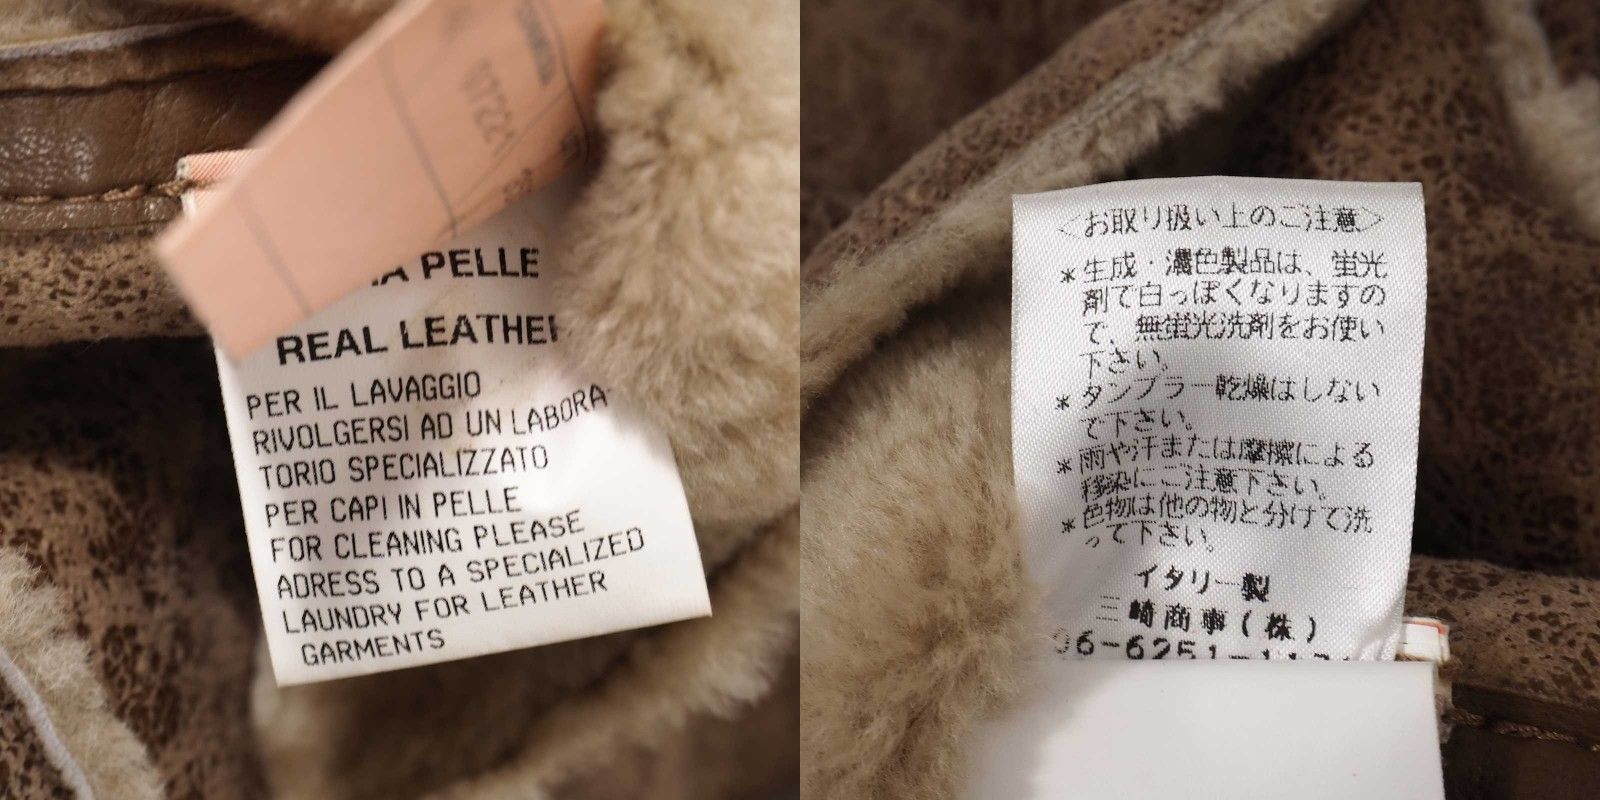 07221
PELLE
REAL LEATHER
PER IL LAVAGGIO
RIVOLGERSI AD UN LABORA-
TORIO SPECIALIZZATO
PER CAPI IN PELLE
FOR CLEANING PLEASE
ADRESS TO A SPECIALIZED
LAUNDRY FOR LEATHER
GARMENTS
<お取り扱い上のご注意>
*生成・濃色製品は、蛍光
剤で白っぽくなりますの
で、無蛍光洗剤をお使い
下さい。
*タンブラー乾燥はしない
で下さい。
*雨や汗または摩擦による
移染にご注意下さい。
*色物は他の物と分けて洗
って下さい。
イタリー製
三崎商事(株)
06-6251-